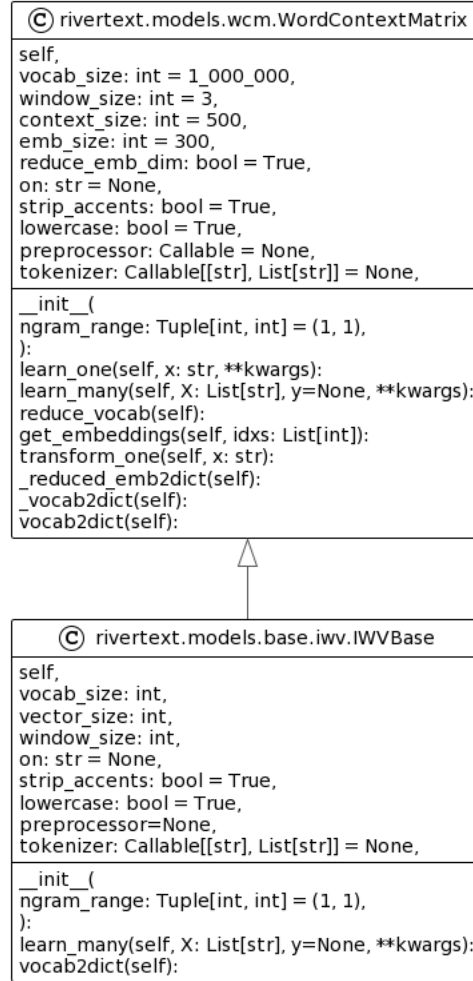 C rivertext.models.wcm.WordContextMatrix
self,
vocab_size: int = 1_000_000,
window_size: int = 3,
context_size: int = 500,
emb_size: int = 300,
reduce_emb_dim: bool = True,
on: str = None,
strip_accents: bool = True,
lowercase: bool = True,
preprocessor: Callable = None,
tokenizer: Callable[[str], List[str]] = None,
__init__(
ngram_range: Tuple[int, int] = (1, 1),
):
learn_one(self, x: str, **kwargs):
learn_many(self, X: List[str], y=None, **kwargs):
reduce_vocab(self):
get_embeddings(self, idxs: List[int]):
transform_one(self, x: str):
_reduced_emb2dict(self):
_vocab2dict(self):
vocab2dict(self):
C rivertext.models.base.iwv.IWVBase
self,
vocab_size: int,
vector_size: int,
window_size: int,
on: str = None,
strip_accents: bool = True,
lowercase: bool = True,
preprocessor=None,
tokenizer: Callable[[str], List[str]] = None,
__init__(
ngram_range: Tuple[int, int] = (1, 1),
):
learn_many(self, X: List[str], y=None, **kwargs):
vocab2dict(self):